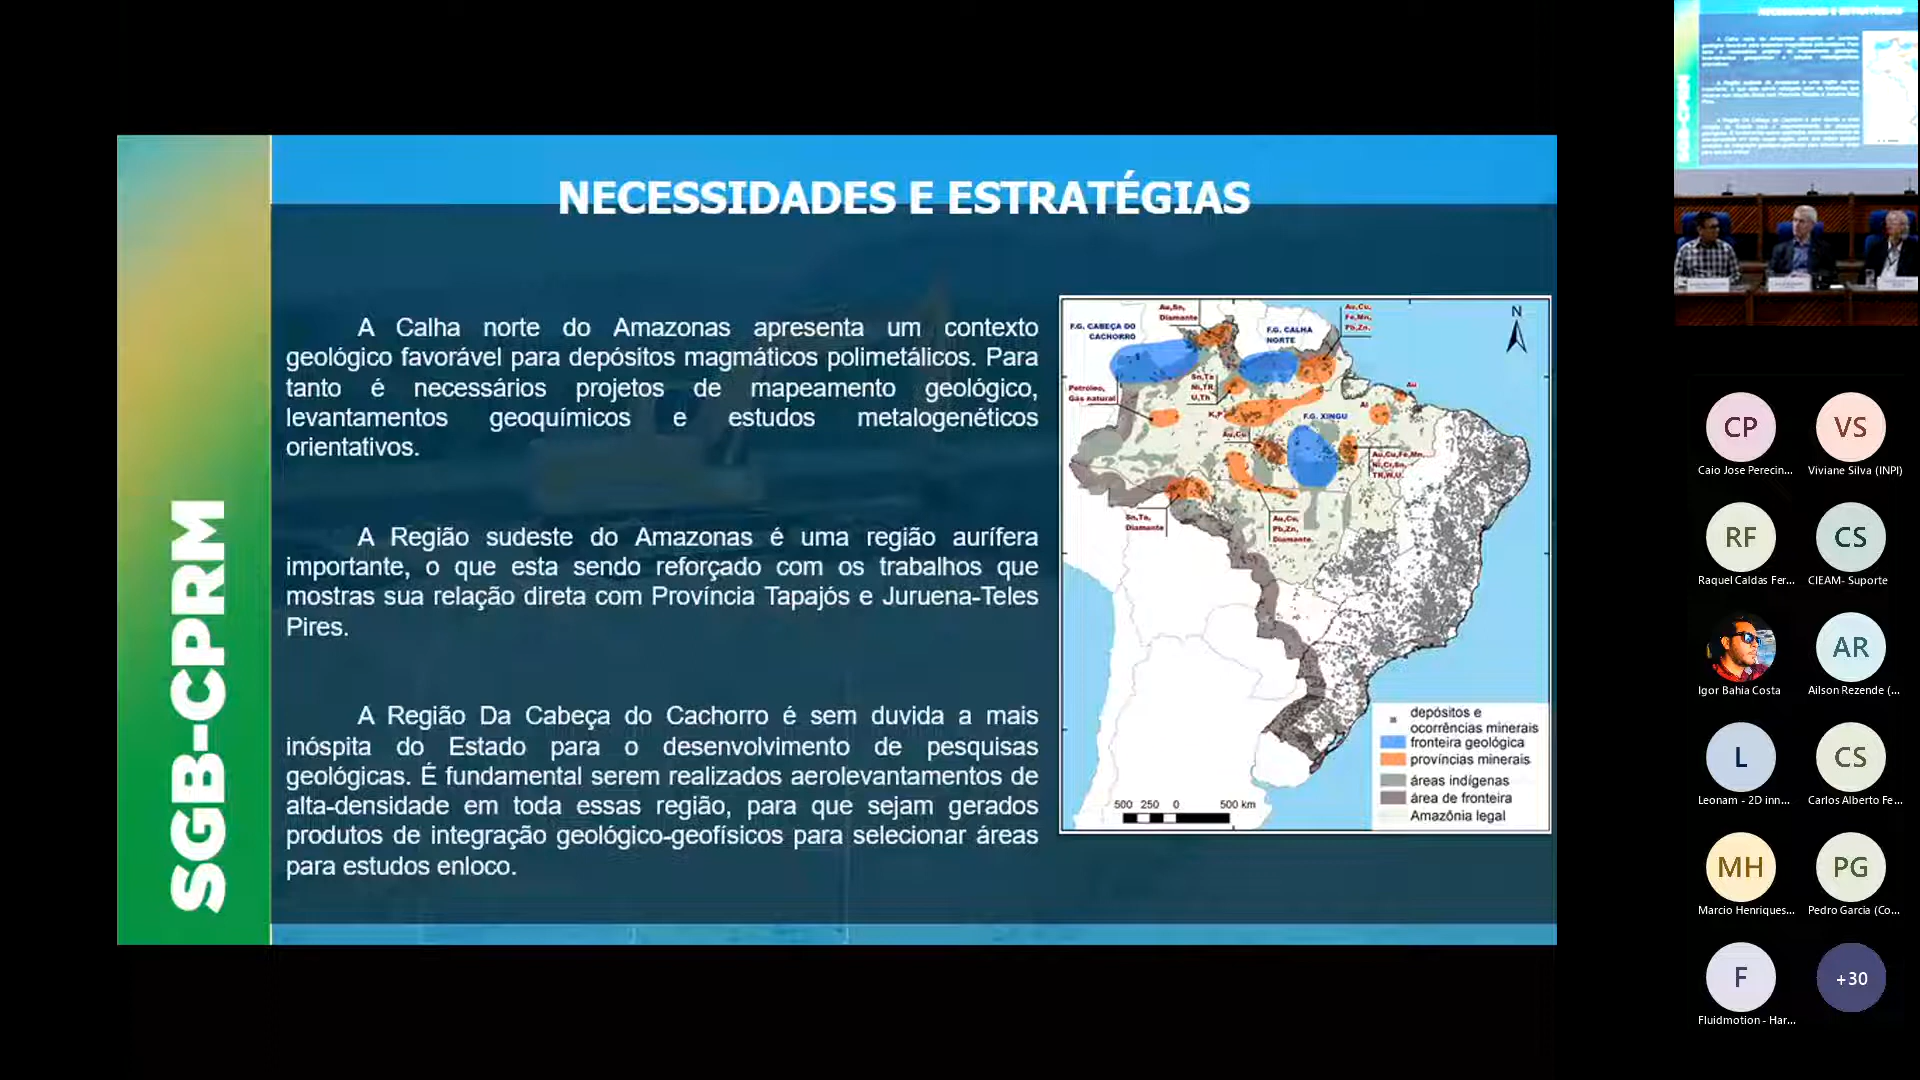 NECESSIDADES E ESTRATÉGIAS
SGB-CPRM
A Calha norte do Amazonas apresenta um contexto
geológico favorável para depósitos magmáticos polimetálicos. Para
tanto é necessários projetos de mapeamento geológico,
levantamentos geoquímicos e estudos metalogenéticos
orientativos.
A Região sudeste do Amazonas é uma região aurífera
importante, o que esta sendo reforçado com os trabalhos que
mostras sua relação direta com Província Tapajós e Juruena-Teles
Pires.
A Região Da Cabeça do Cachorro é sem duvida a mais
inóspita do Estado para o desenvolvimento de pesquisas
geológicas. É fundamental serem realizados aerolevantamentos de
alta-densidade em toda essas região, para que sejam gerados
produtos de integração geológico-geofísicos para selecionar áreas
para estudos enloco.
Au,Sn,
Diamante
Au,Cu,
Fe,Mn,
Pb,Zn,
N
F.G. CABEÇA DO
CACHORRO
F.G. CALHA
NORTE
Sn,Ta
Ni,TR
U,Th
Petróleo,
Gás natural
Au
Al
K,P
F.G. XINGU
Au,Cu
Au,Cu,Fe,Mn,
Ni,Cr,Sn,
TR,W,U.
Sn,Ta,
Diamante
Au,Cu,
Pb,Zn,
Diamante.
depósitos e
ocorrências minerais
fronteira geológica
províncias minerais
áreas indígenas
área de fronteira
Amazônia legal
500 250 0 500 km
CP
Caio Jose Perecin...
VS
Viviane Silva (INPI)
RF
Raquel Caldas Fer...
CS
CIEAM- Suporte
Igor Bahia Costa
AR
Ailson Rezende (...
L
Leonam - 2D inn...
CS
Carlos Alberto Fe...
MH
Marcio Henriques...
PG
Pedro Garcia (Co...
F
Fluidmotion - Har...
+30